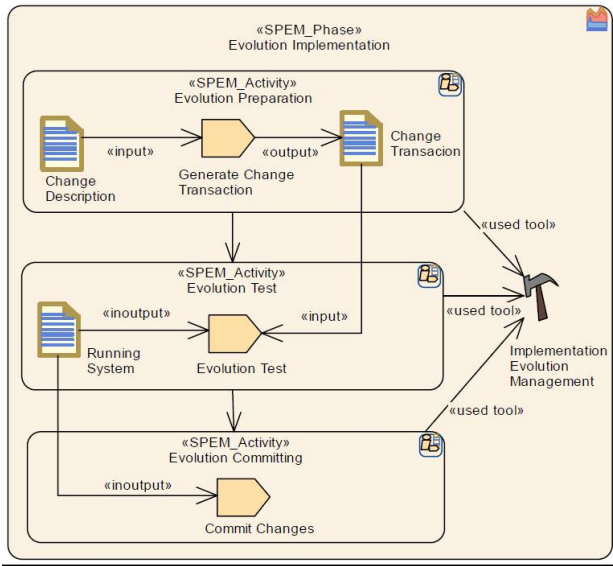 «SPEM_Phase»
Evolution Implementation
«SPEM_Activity»
Evolution Preparation
«input»
«output»
Change
Transacion
Change
Description
Generate Change
Transaction
«used tool»
«SPEM_Activity»
Evolution Test
«inoutput»
«input»
«used tool»
Running
System
Evolution Test
Implementation
Evolution
Management
«used tool»
«SPEM_Activity»
Evolution Committing
«inoutput»
Commit Changes